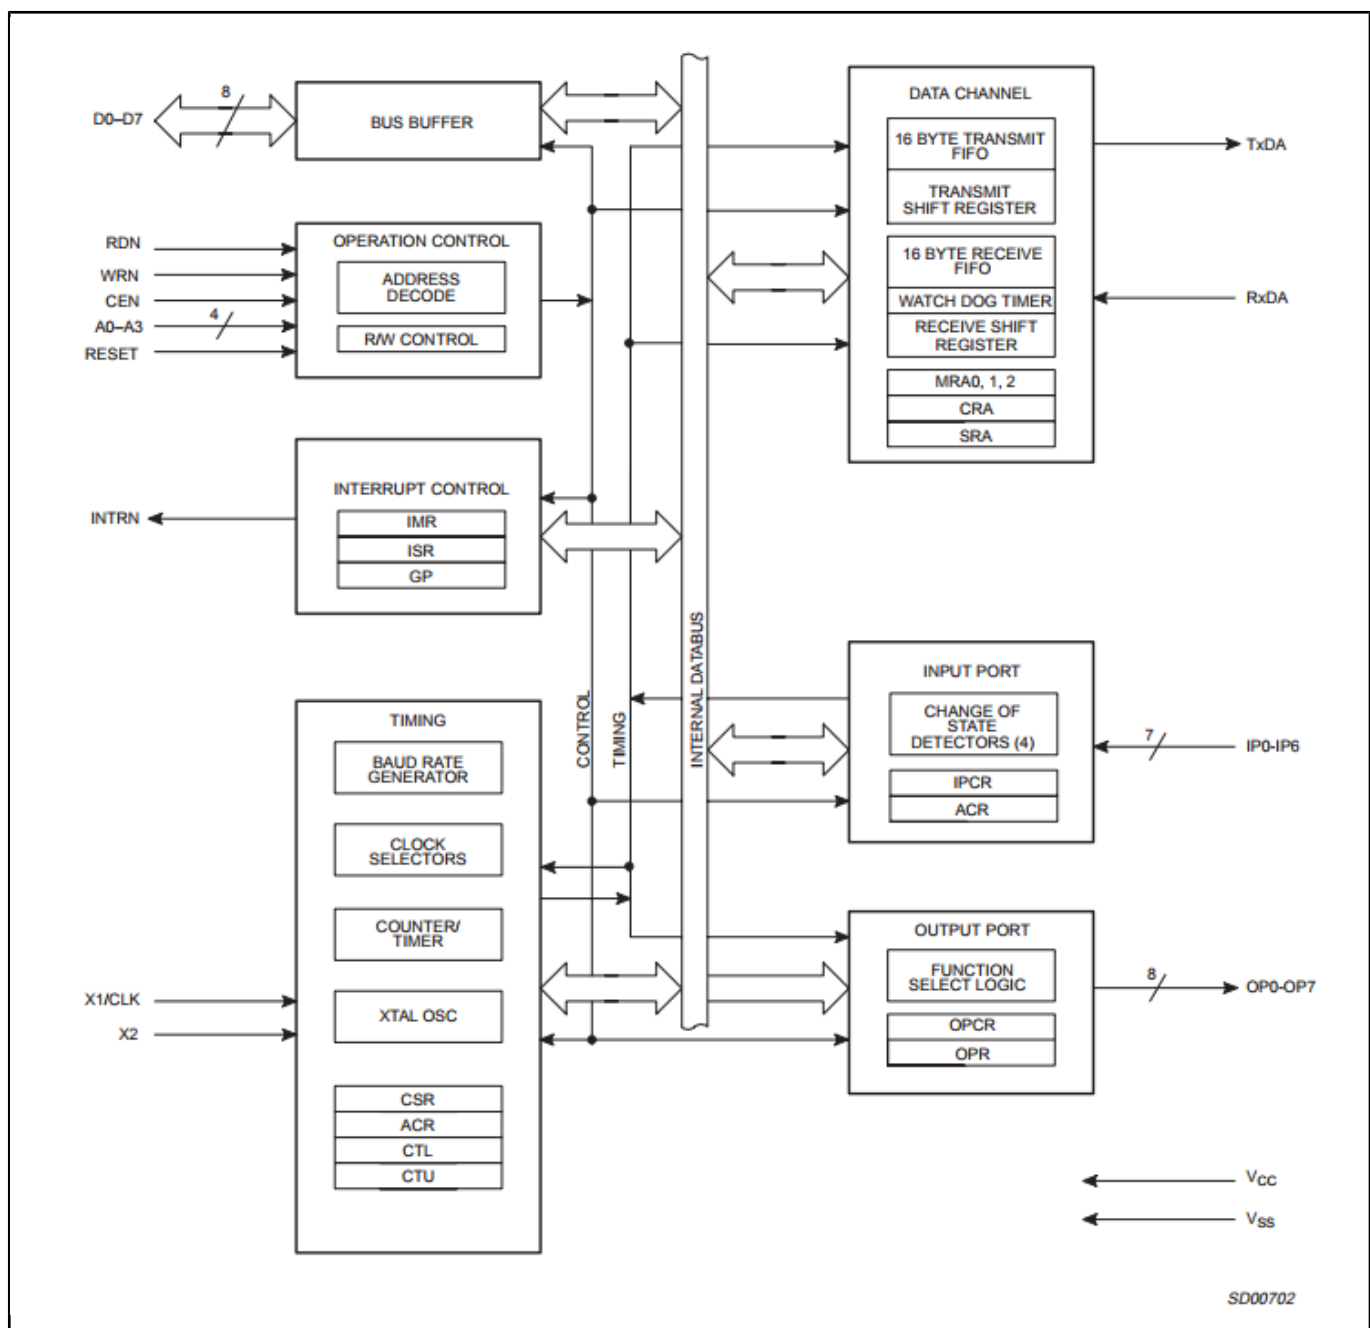 D0–D7
8
BUS BUFFER
RDN
WRN
CEN
A0–A3
4
RESET
OPERATION CONTROL
ADDRESS
DECODE
R/W CONTROL
INTRN
INTERRUPT CONTROL
IMR
ISR
GP
TIMING
BAUD RATE
GENERATOR
CLOCK
SELECTORS
COUNTER/
TIMER
X1/CLK
X2
XTAL OSC
CSR
ACR
CTL
CTU
CONTROL
TIMING
INTERNAL DATABUS
DATA CHANNEL
16 BYTE TRANSMIT
FIFO
TRANSMIT
SHIFT REGISTER
16 BYTE RECEIVE
FIFO
WATCH DOG TIMER
RECEIVE SHIFT
REGISTER
MRA0, 1, 2
CRA
SRA
TxDA
RxDA
INPUT PORT
CHANGE OF
STATE
DETECTORS (4)
IPCR
ACR
7
IP0-IP6
OUTPUT PORT
FUNCTION
SELECT LOGIC
OPCR
OPR
8
OP0-OP7
VCC
VSS
SD00702